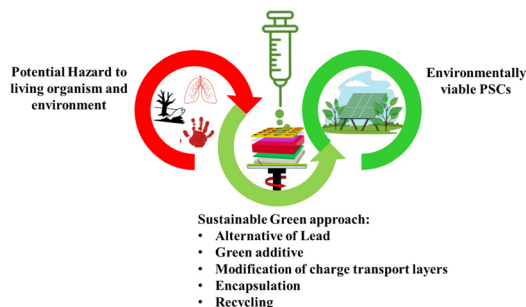 Potential Hazard to
living organism and
environment
Environmentally
viable PSCs
Sustainable Green approach:
• Alternative of Lead
• Green additive
• Modification of charge transport layers
• Encapsulation
• Recycling